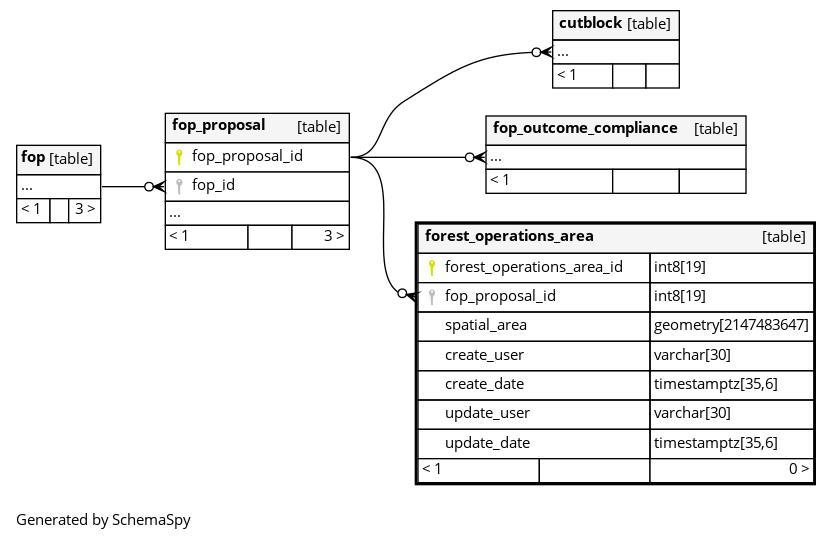 cutblock [table]
...
< 1
fop_proposal [table]
fop_proposal_id
fop_id
...
< 1 3 >
fop_outcome_compliance [table]
...
< 1
fop [table]
...
< 1 3 >
forest_operations_area [table]
forest_operations_area_id int8[19]
fop_proposal_id int8[19]
spatial_area geometry[2147483647]
create_user varchar[30]
create_date timestamptz[35,6]
update_user varchar[30]
update_date timestamptz[35,6]
< 1 0 >
Generated by SchemaSpy